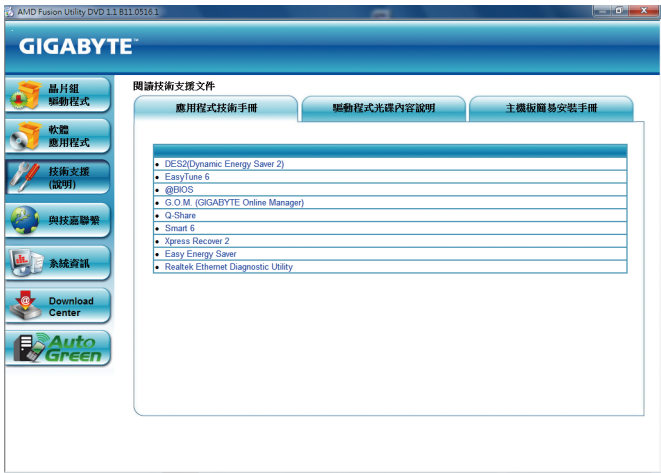 AMD Fusion Utility DVD 1.1 B11.0516.1
GIGABYTE™
晶片組
驅動程式
軟體
應用程式
技術支援
(說明)
與技嘉聯繫
系統資訊
Download
Center
Auto
Green
閱讀技術支援文件
應用程式技術手冊
驅動程式光碟內容說明
主機板簡易安裝手冊
DES2(Dynamic Energy Saver 2)
EasyTune 6
@BIOS
G.O.M. (GIGABYTE Online Manager)
Q-Share
Smart 6
Xpress Recover 2
Easy Energy Saver
Realtek Ethernet Diagnostic Utility